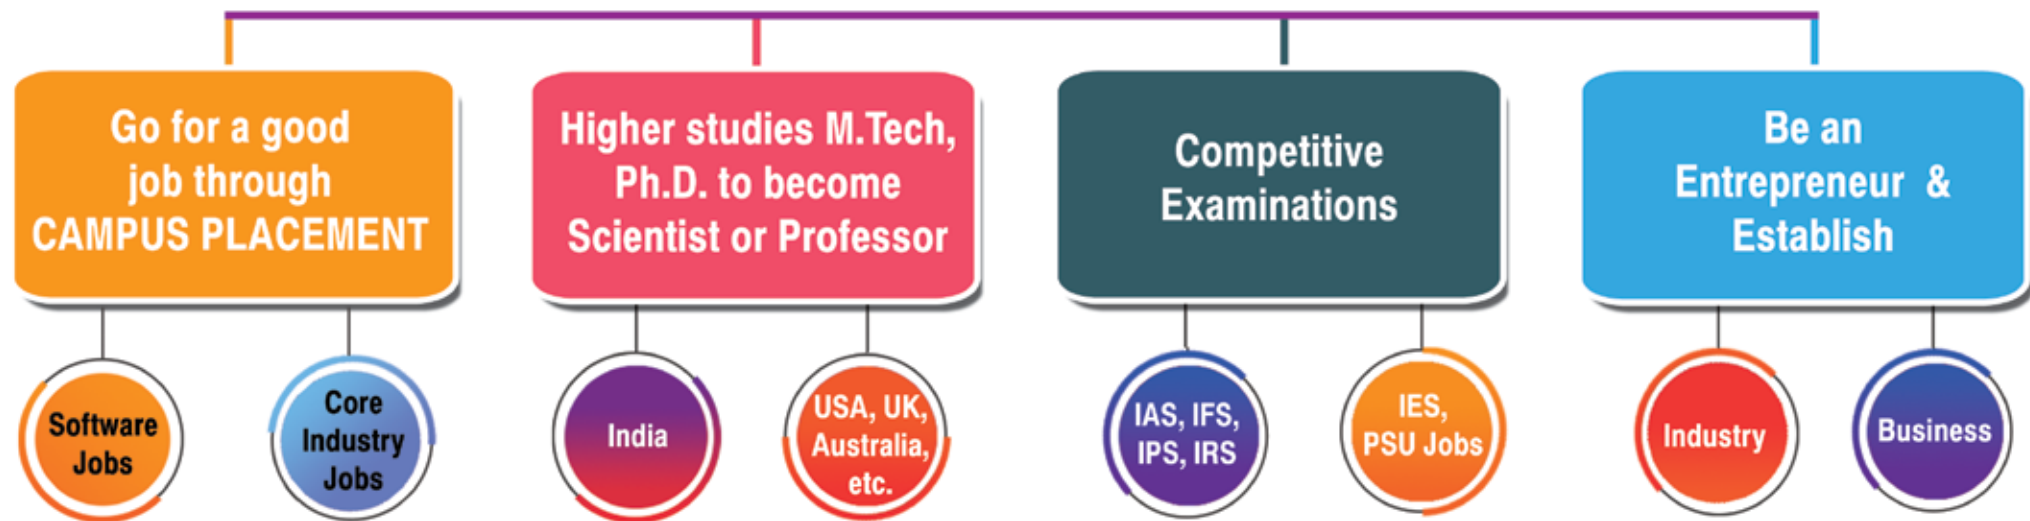 Go for a good
job through
CAMPUS PLACEMENT
Software
Jobs
Core
Industry
Jobs
Higher studies M.Tech,
Ph.D. to become
Scientist or Professor
India
USA, UK,
Australia,
etc.
Competitive
Examinations
IAS, IFS,
IPS, IRS
IES,
PSU Jobs
Be an
Entrepreneur &
Establish
Industry
Business